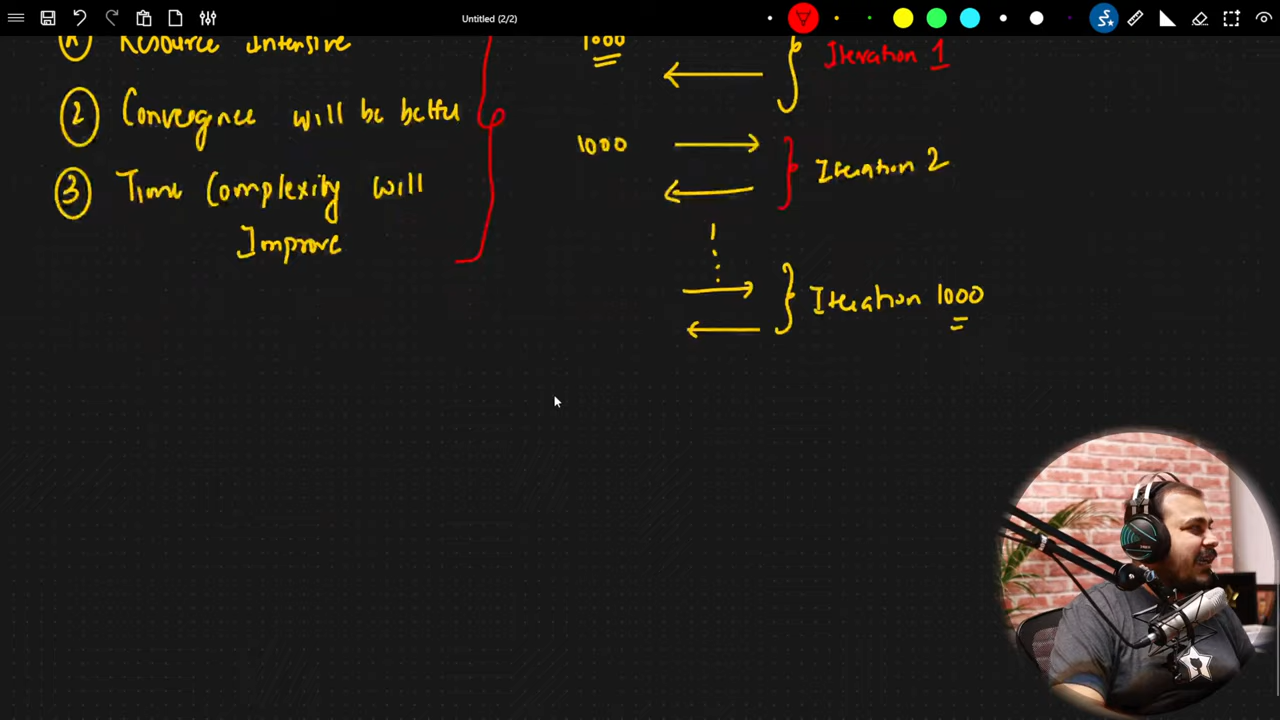 Untitled (2/2)
Resource Intensive
② Convergnce will be better
③ Time Complexity will
Improve
1000
Iteration 1
1000
Iteration 2
Iteration 1000